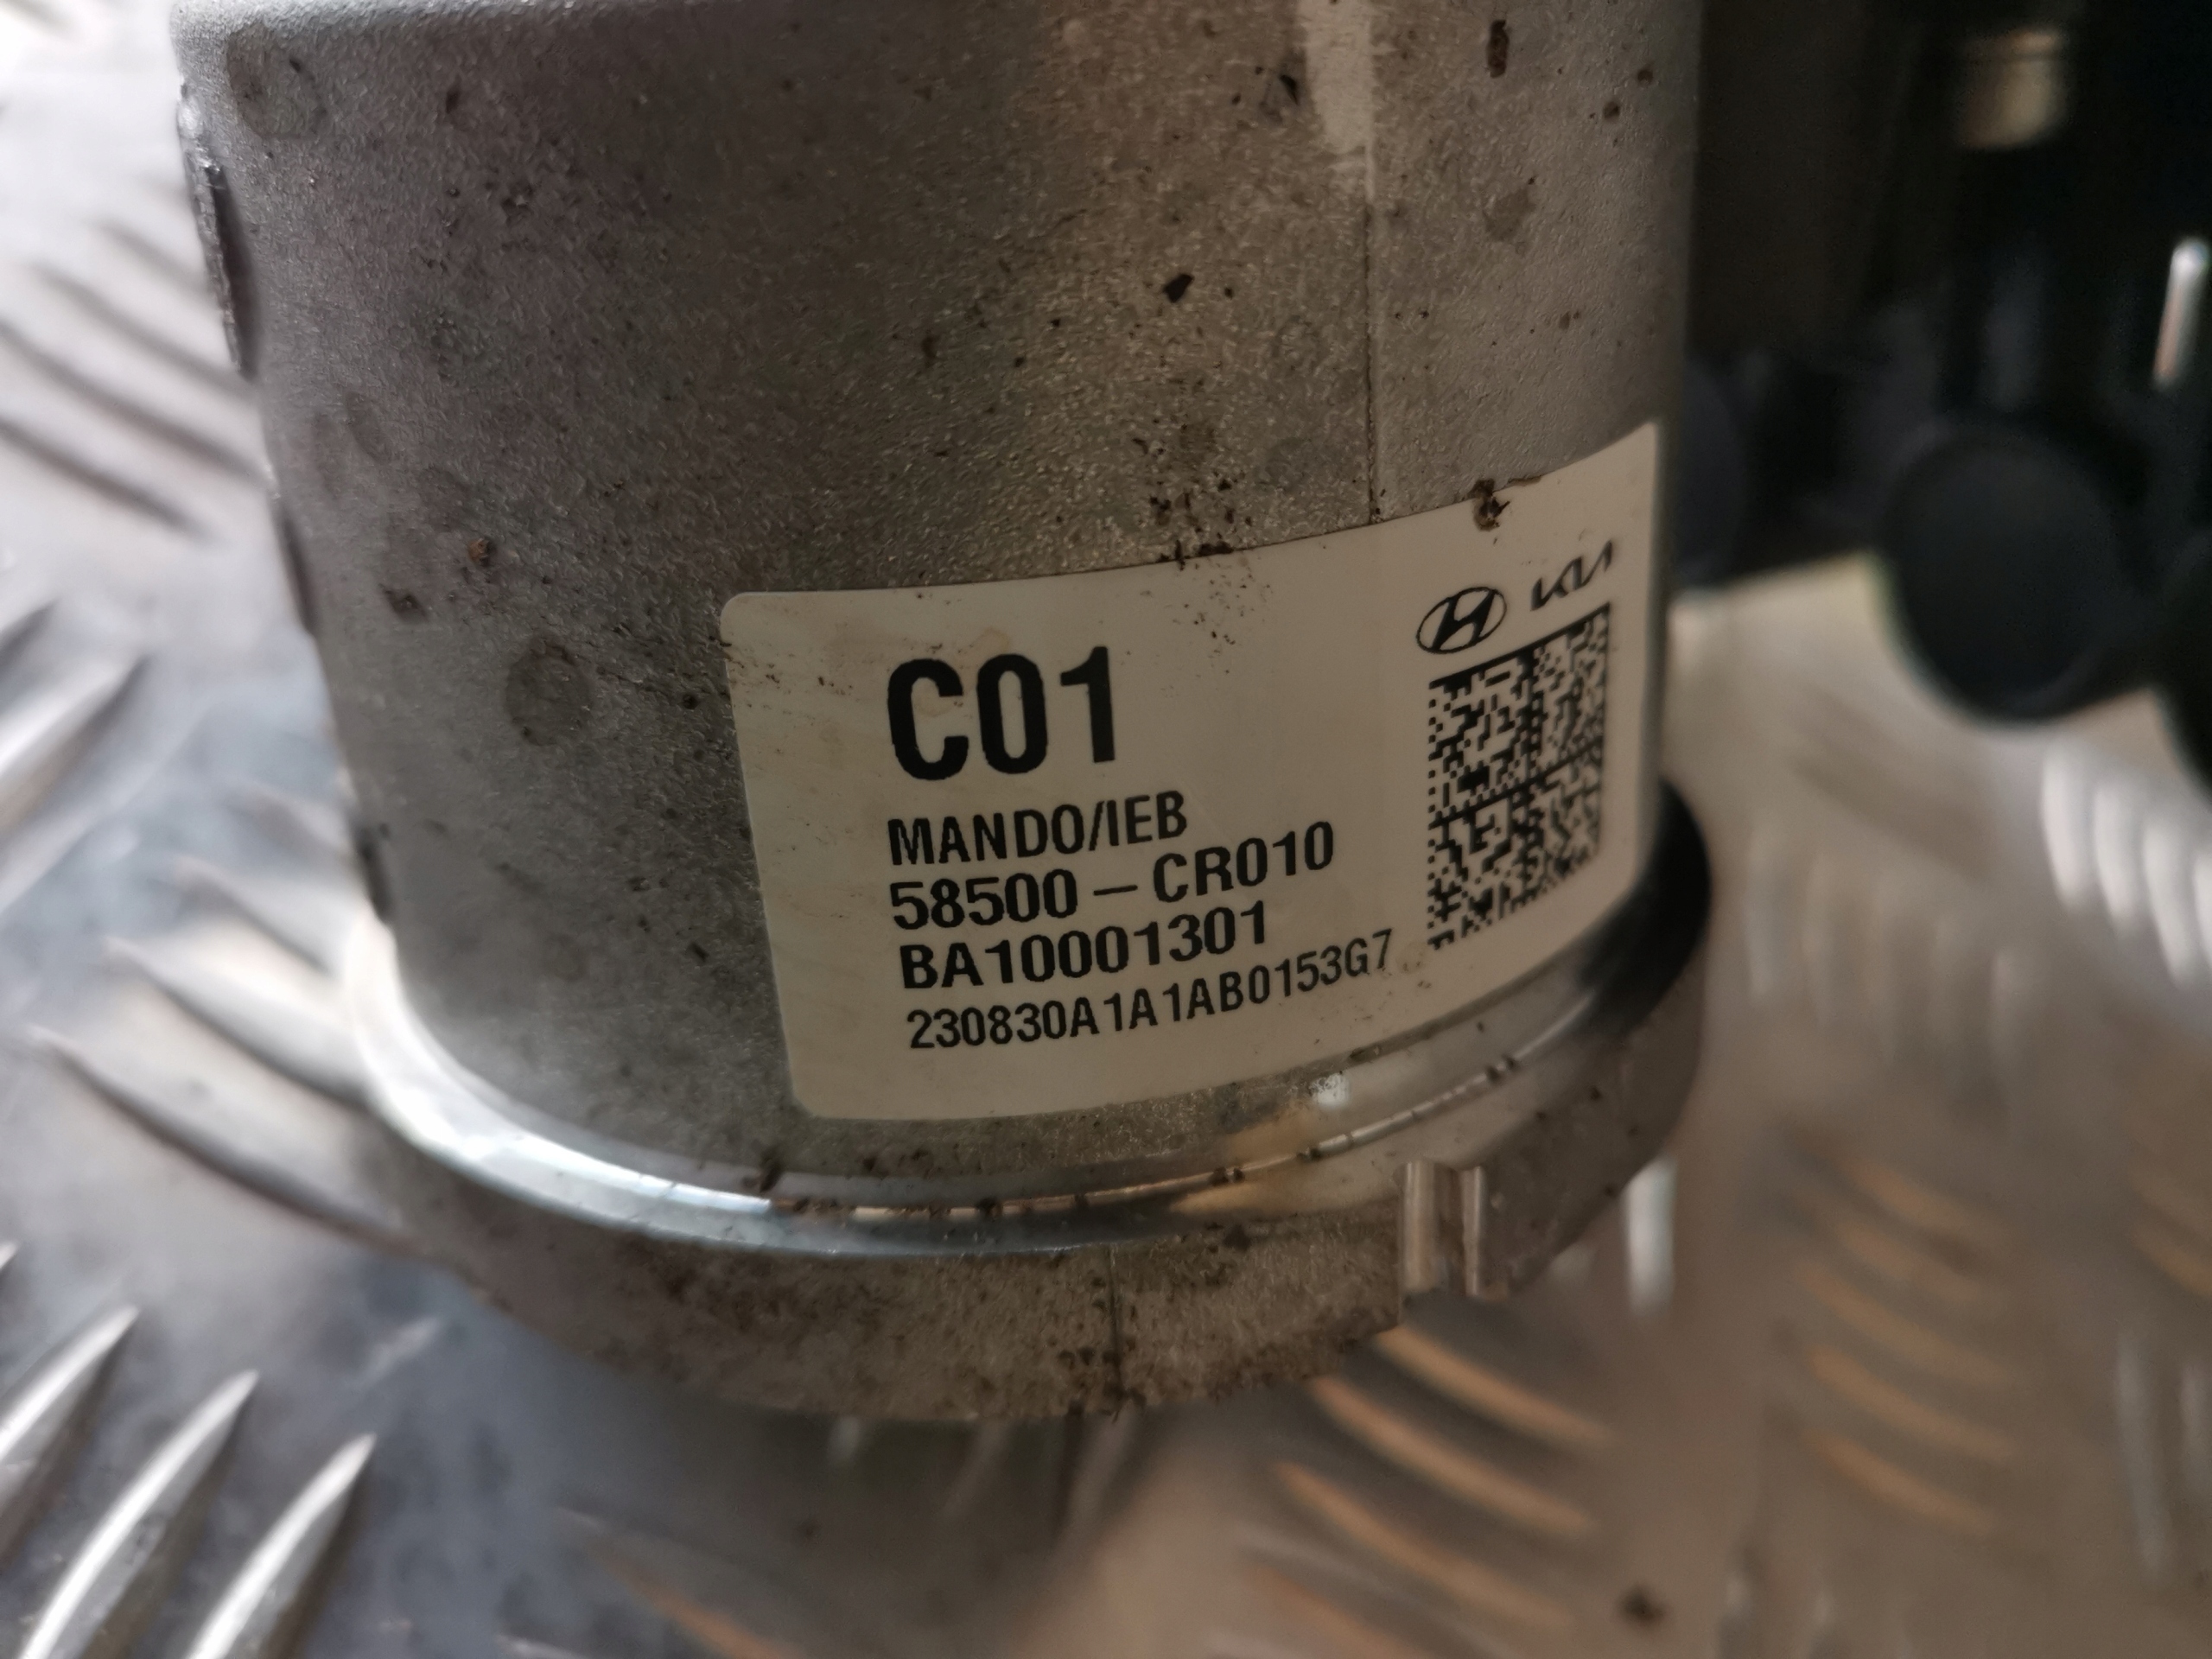 KIA
C01
MANDO/IEB
58500-CR010
BA10001301
230830A1A1AB0153G7